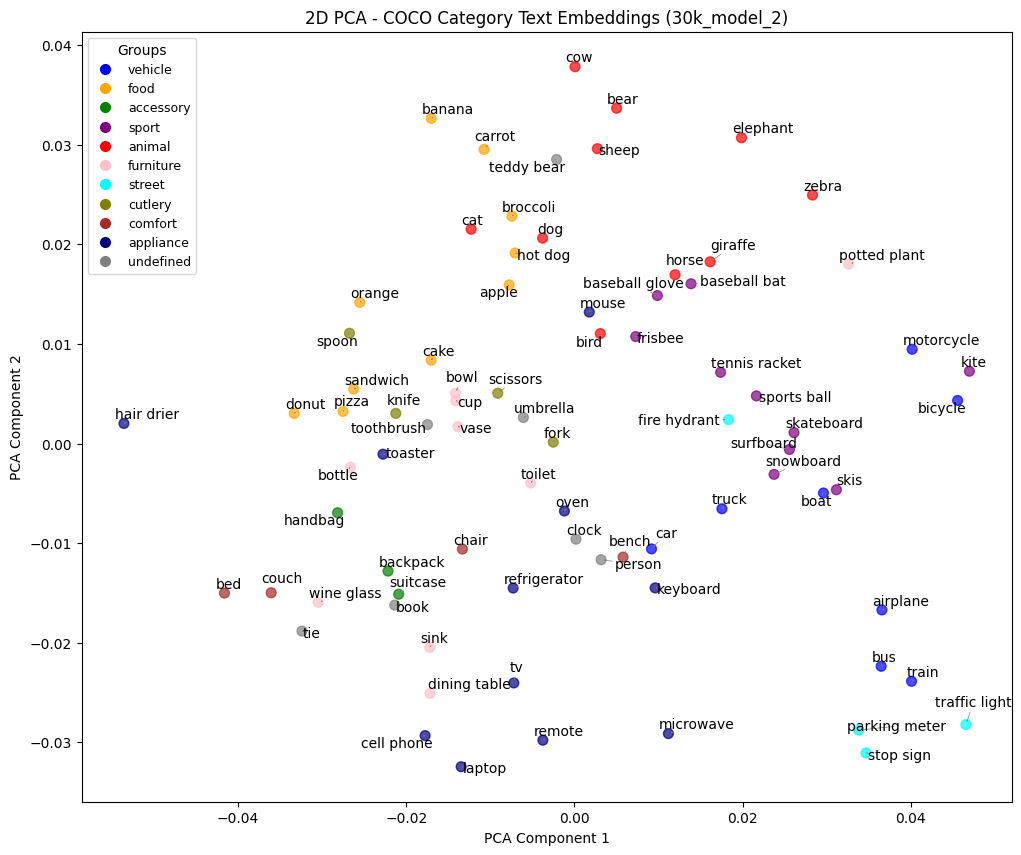 2D PCA - COCO Category Text Embeddings (30k_model_2)
Groups
vehicle
food
accessory
sport
animal
furniture
street
cutlery
comfort
appliance
undefined
cow
bear
banana
elephant
carrot
sheep
teddy bear
zebra
broccoli
cat
dog
giraffe
hot dog
horse
potted plant
baseball glove
baseball bat
apple
orange
mouse
spoon
bird
frisbee
motorcycle
cake
kite
tennis racket
bowl
scissors
sandwich
sports ball
bicycle
donut
pizza
knife
cup
umbrella
hair drier
toothbrush
vase
fire hydrant
skateboard
fork
surfboard
toaster
snowboard
bottle
toilet
skis
truck
boat
oven
handbag
clock
car
chair
bench
person
backpack
bed
couch
suitcase
refrigerator
keyboard
wine glass
book
airplane
tie
sink
bus
tv
train
dining table
traffic light
cell phone
remote
microwave
parking meter
stop sign
laptop
0.04
0.03
0.02
0.01
0.00
−0.01
−0.02
−0.03
PCA Component 2
−0.04
−0.02
0.00
0.02
0.04
PCA Component 1